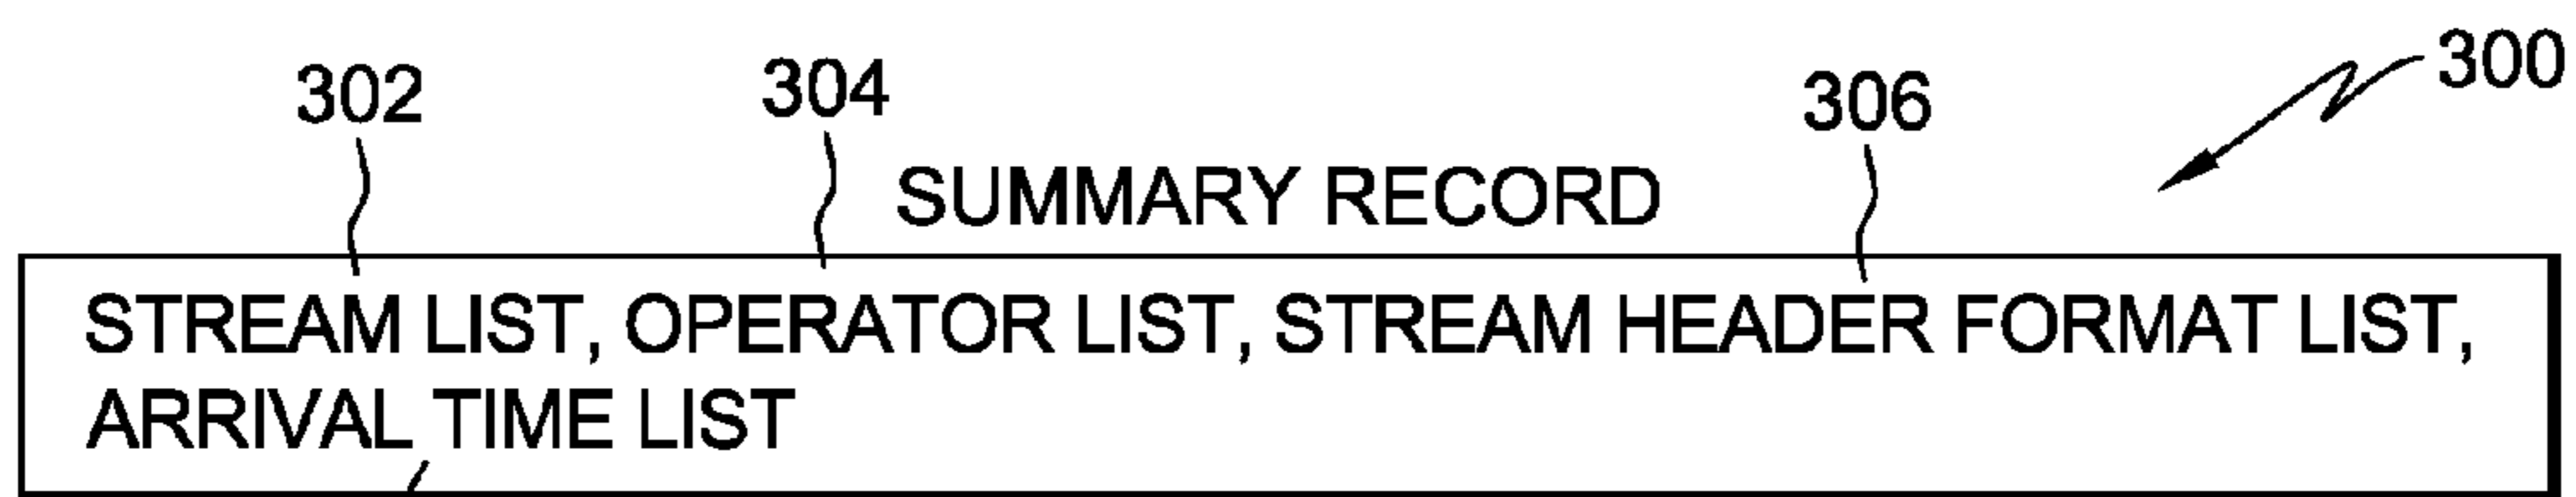 300
302 304 306
SUMMARY RECORD
STREAM LIST, OPERATOR LIST, STREAM HEADER FORMAT LIST,
ARRIVAL TIME LIST